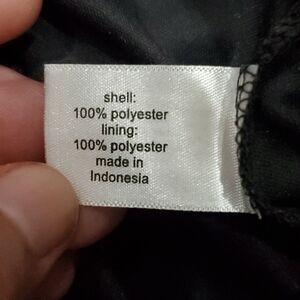 shell:
100% polyester
lining:
100% polyester
made in
Indonesia